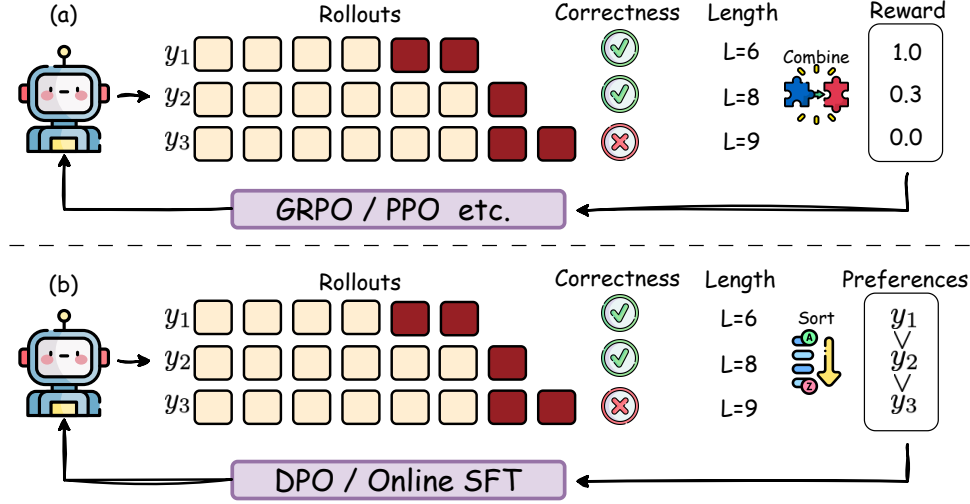 (a)
Rollouts
Correctness
Length
Reward
y1
L=6
1.0
Combine
y2
L=8
0.3
y3
L=9
0.0
GRPO / PPO etc.
(b)
Rollouts
Correctness
Length
Preferences
y1
L=6
Sort
y1
A
∨
y2
L=8
y2
Z
∨
y3
L=9
y3
DPO / Online SFT